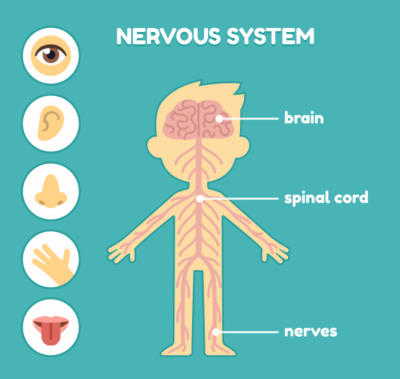 NERVOUS SYSTEM
brain
spinal cord
nerves